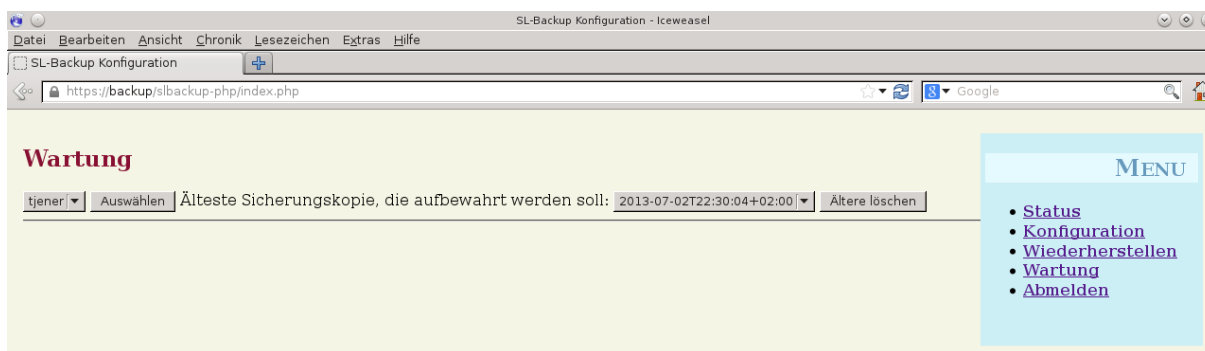 SL-Backup Konfiguration - Iceweasel
Datei Bearbeiten Ansicht Chronik Lesezeichen Extras Hilfe
SL-Backup Konfiguration
https://backup/slbackup-php/index.php
Google
Wartung
tjener Auswählen Älteste Sicherungskopie, die aufbewahrt werden soll: 2013-07-02T22:30:04+02:00 Ältere löschen
MENU
Status
Konfiguration
Wiederherstellen
Wartung
Abmelden